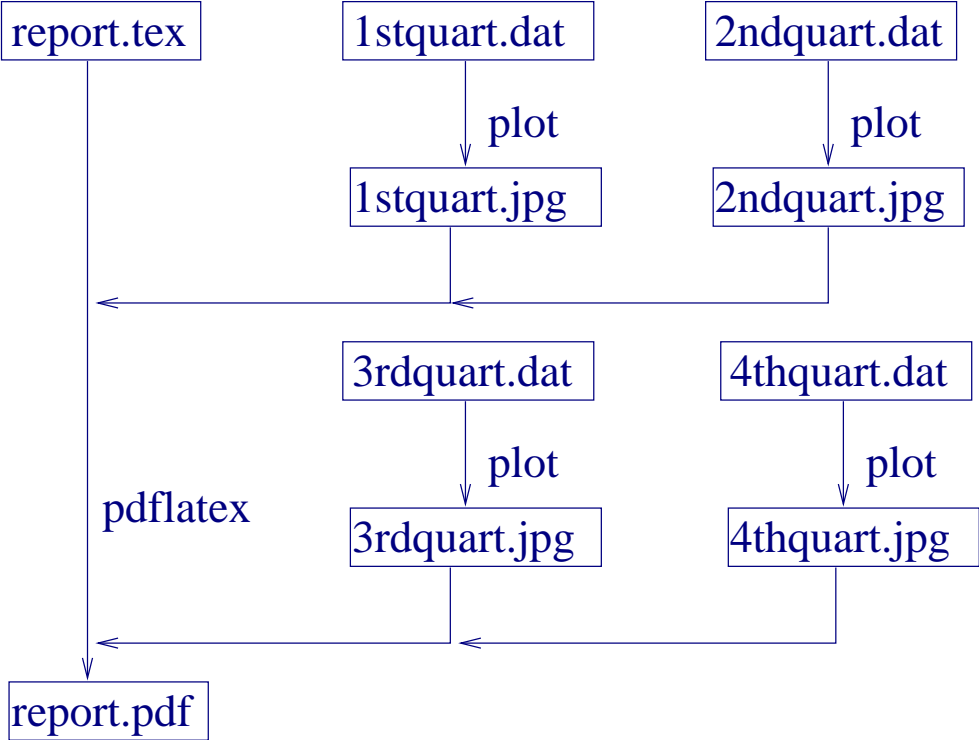 report.tex
1stquart.dat
2ndquart.dat
plot
plot
1stquart.jpg
2ndquart.jpg
3rdquart.dat
4thquart.dat
plot
plot
pdflatex
3rdquart.jpg
4thquart.jpg
report.pdf